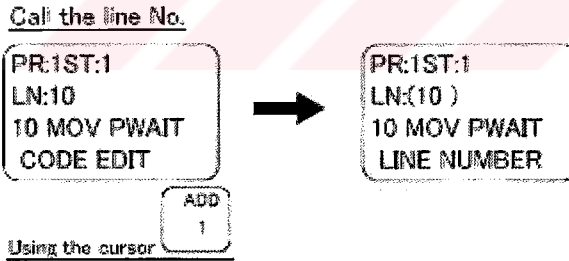 Call the line No.
PR:1ST:1
LN:10
10 MOV PWAIT
CODE EDIT
PR:1ST:1
LN:(10 )
10 MOV PWAIT
LINE NUMBER
ADD
1
Using the cursor